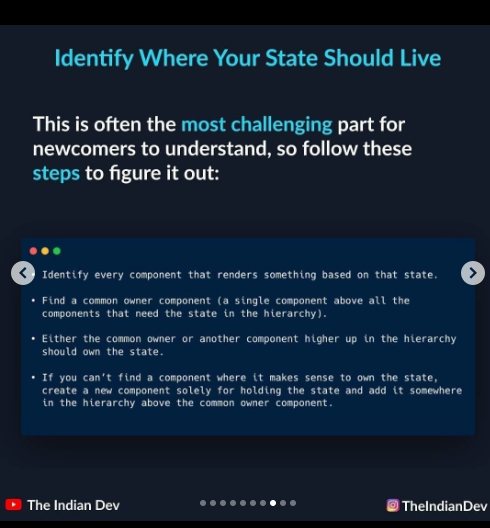 Identify Where Your State Should Live
This is often the most challenging part for
newcomers to understand, so follow these
steps to figure it out:
• Identify every component that renders something based on that state.
• Find a common owner component (a single component above all the
components that need the state in the hierarchy).
• Either the common owner or another component higher up in the hierarchy
should own the state.
• If you can't find a component where it makes sense to own the state,
create a new component solely for holding the state and add it somewhere
in the hierarchy above the common owner component.
The Indian Dev
TheIndianDev